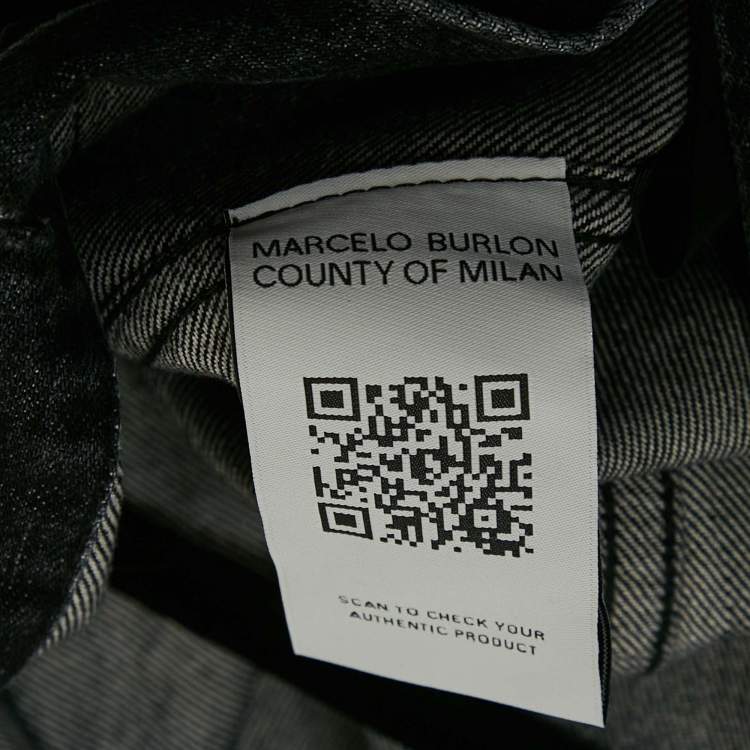 MARCELO BURLON
COUNTY OF MILAN
SCAN TO CHECK YOUR
AUTHENTIC PRODUCT